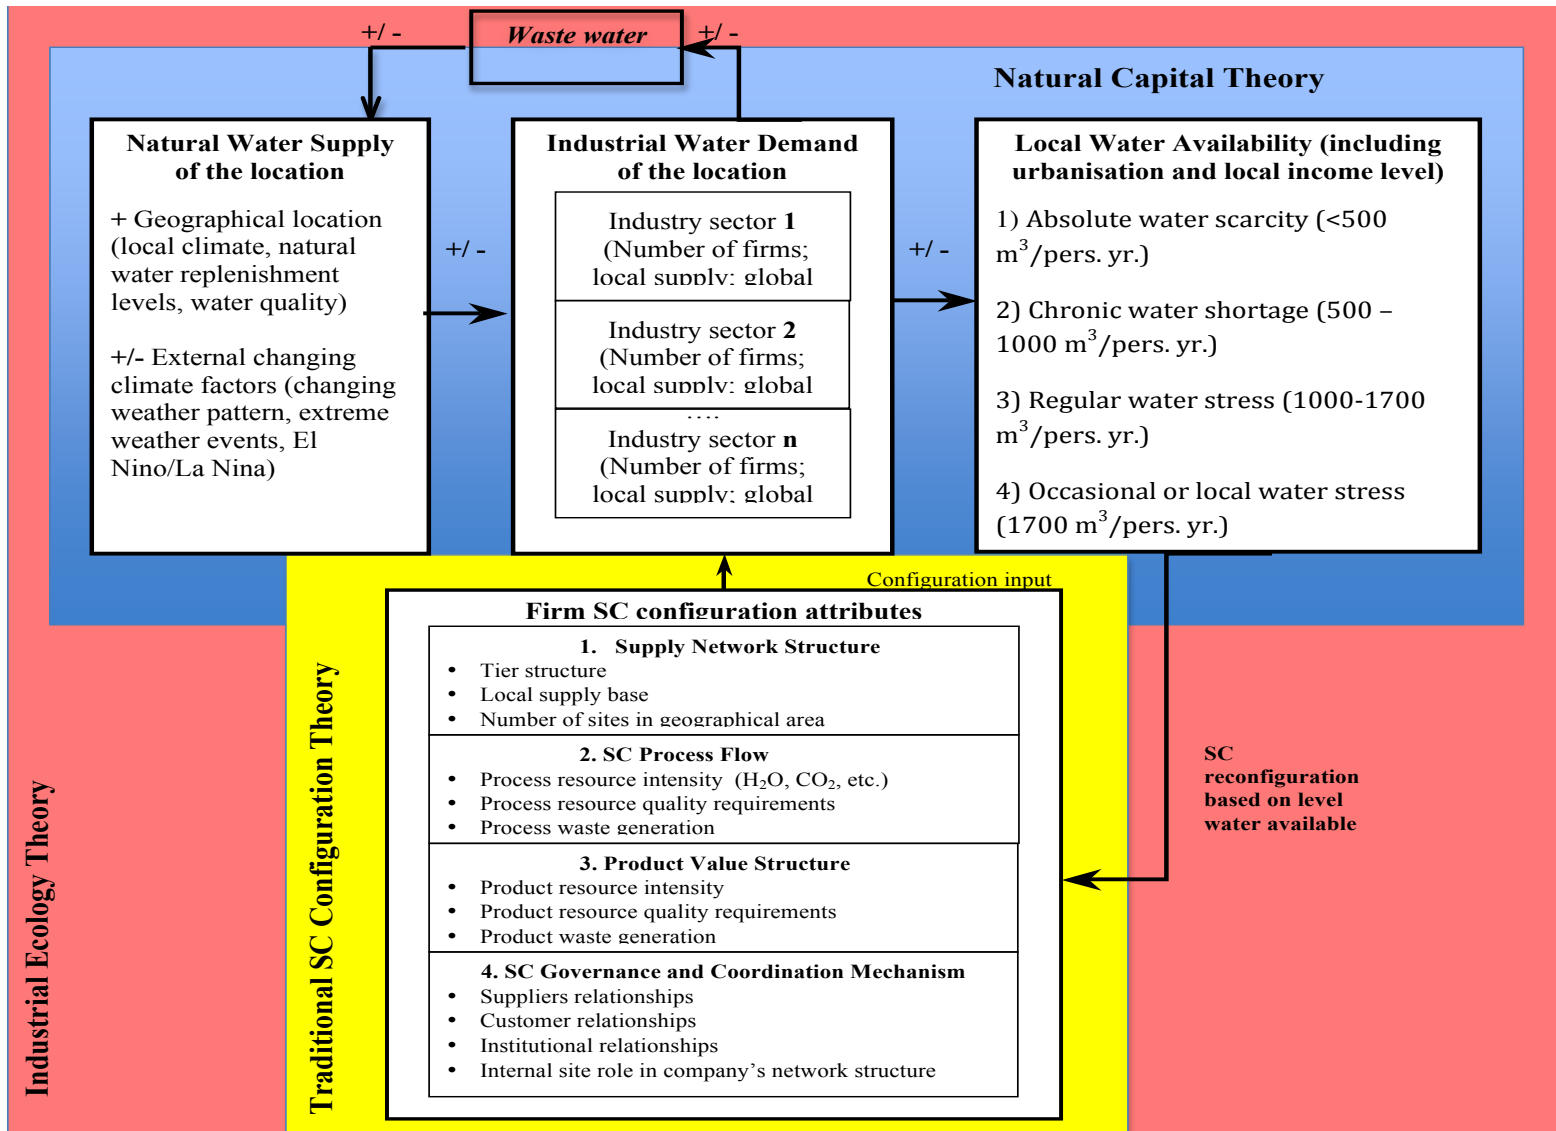 +/ -
Waste water
+/ -
Natural Capital Theory
Natural Water Supply
of the location
+ Geographical location
(local climate, natural
water replenishment
levels, water quality)
+/- External changing
climate factors (changing
weather pattern, extreme
weather events, El
Nino/La Nina)
+/ -
Industrial Water Demand
of the location
Industry sector 1
(Number of firms;
local supply; global
Industry sector 2
(Number of firms;
local supply; global
....
Industry sector n
(Number of firms;
local supply; global
+/ -
Local Water Availability (including
urbanisation and local income level)
1) Absolute water scarcity (<500
m³/pers. yr.)
2) Chronic water shortage (500 –
1000 m³/pers. yr.)
3) Regular water stress (1000-1700
m³/pers. yr.)
4) Occasional or local water stress
(1700 m³/pers. yr.)
Configuration input
Firm SC configuration attributes
1. Supply Network Structure
• Tier structure
• Local supply base
• Number of sites in geographical area
2. SC Process Flow
• Process resource intensity (H₂O, CO₂, etc.)
• Process resource quality requirements
• Process waste generation
3. Product Value Structure
• Product resource intensity
• Product resource quality requirements
• Product waste generation
4. SC Governance and Coordination Mechanism
• Suppliers relationships
• Customer relationships
• Institutional relationships
• Internal site role in company's network structure
SC
reconfiguration
based on level
water available
Traditional SC Configuration Theory
Industrial Ecology Theory